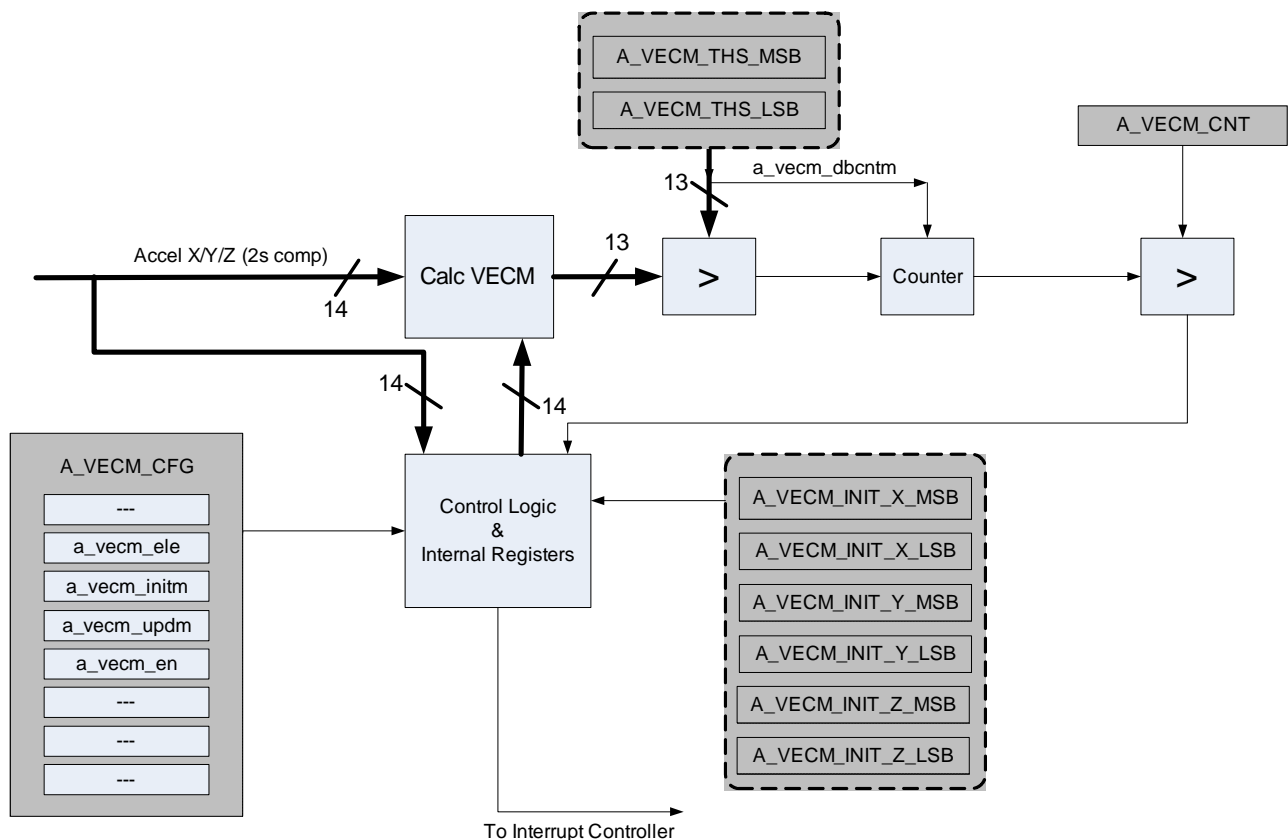 A_VECM_THS_MSB
A_VECM_THS_LSB
A_VECM_CNT
a_vecm_dbcntm
13
Accel X/Y/Z (2s comp)
14
Calc VECM
13
>
Counter
>
14
14
A_VECM_CFG
---
a_vecm_ele
a_vecm_initm
a_vecm_updm
a_vecm_en
---
---
---
Control Logic
&
Internal Registers
A_VECM_INIT_X_MSB
A_VECM_INIT_X_LSB
A_VECM_INIT_Y_MSB
A_VECM_INIT_Y_LSB
A_VECM_INIT_Z_MSB
A_VECM_INIT_Z_LSB
To Interrupt Controller